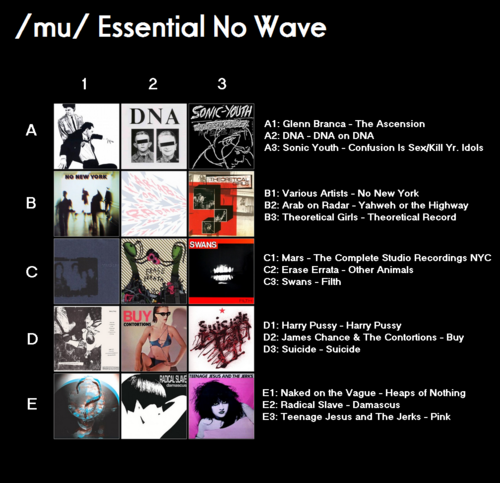 /mu/ Essential No Wave
1 2 3
A
DNA
SONIC-YOUTH
A1: Glenn Branca - The Ascension
A2: DNA - DNA on DNA
A3: Sonic Youth - Confusion Is Sex/Kill Yr. Idols
B
NO NEW YORK
THEORETICAL
B1: Various Artists - No New York
B2: Arab on Radar - Yahweh or the Highway
B3: Theoretical Girls - Theoretical Record
C
ERASE
ERRATA
SWANS
C1: Mars - The Complete Studio Recordings NYC
C2: Erase Errata - Other Animals
C3: Swans - Filth
D
BUY
CONTORTIONS
Suicide
D1: Harry Pussy - Harry Pussy
D2: James Chance & The Contortions - Buy
D3: Suicide - Suicide
E
RADICAL SLAVE
TEENAGE JESUS AND THE JERKS
E1: Naked on the Vague - Heaps of Nothing
E2: Radical Slave - Damascus
E3: Teenage Jesus and The Jerks - Pink